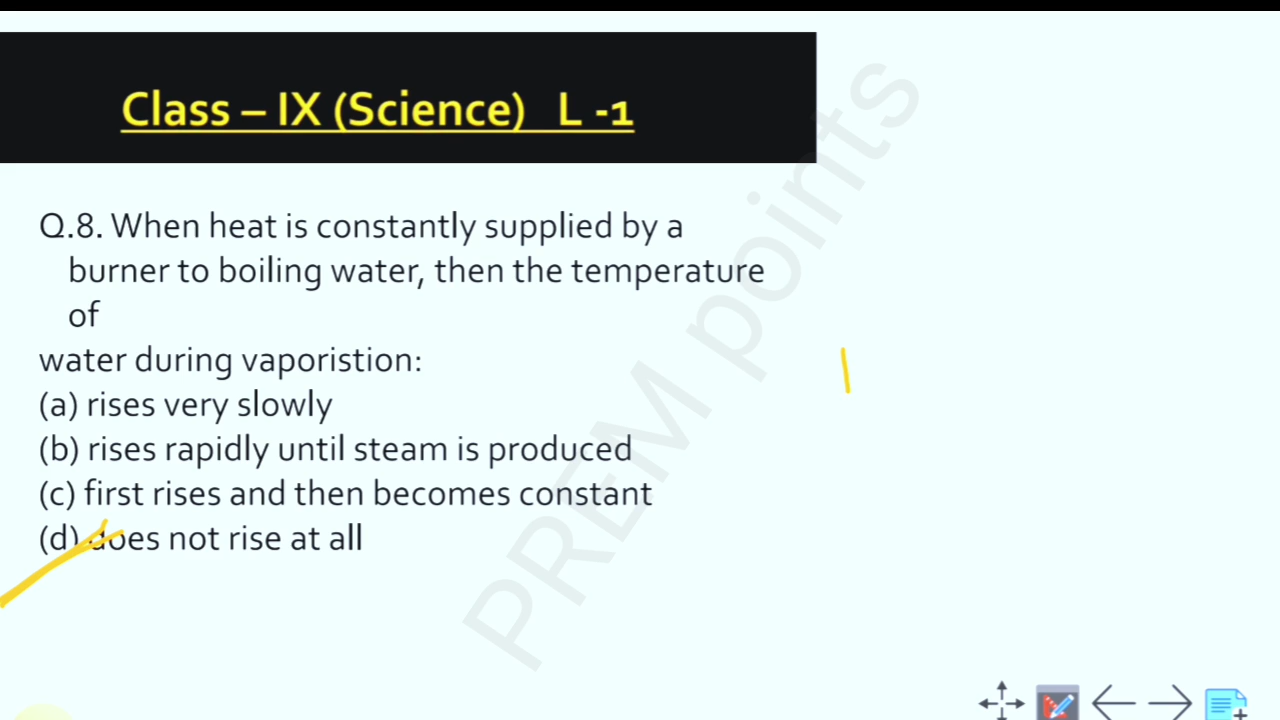 Class – IX (Science) L -1
Q.8. When heat is constantly supplied by a
burner to boiling water, then the temperature
of
water during vaporistion:
(a) rises very slowly
(b) rises rapidly until steam is produced
(c) first rises and then becomes constant
(d) does not rise at all
PREM points